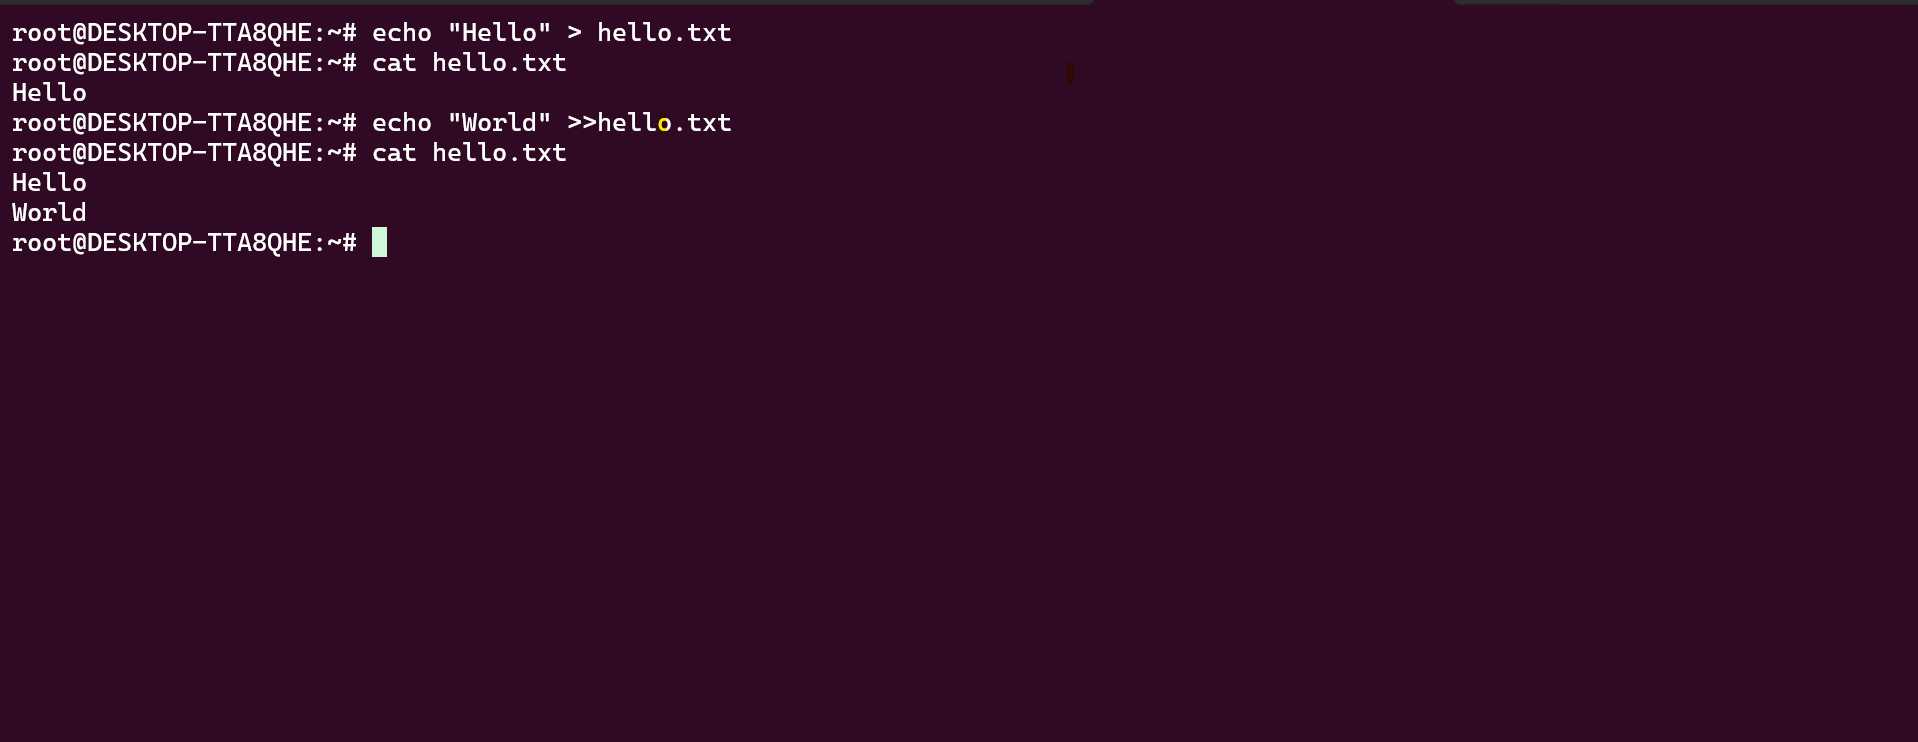 root@DESKTOP-TTA8QHE:~# echo "Hello" > hello.txt
root@DESKTOP-TTA8QHE:~# cat hello.txt
Hello
root@DESKTOP-TTA8QHE:~# echo "World" >>hello.txt
root@DESKTOP-TTA8QHE:~# cat hello.txt
Hello
World
root@DESKTOP-TTA8QHE:~#